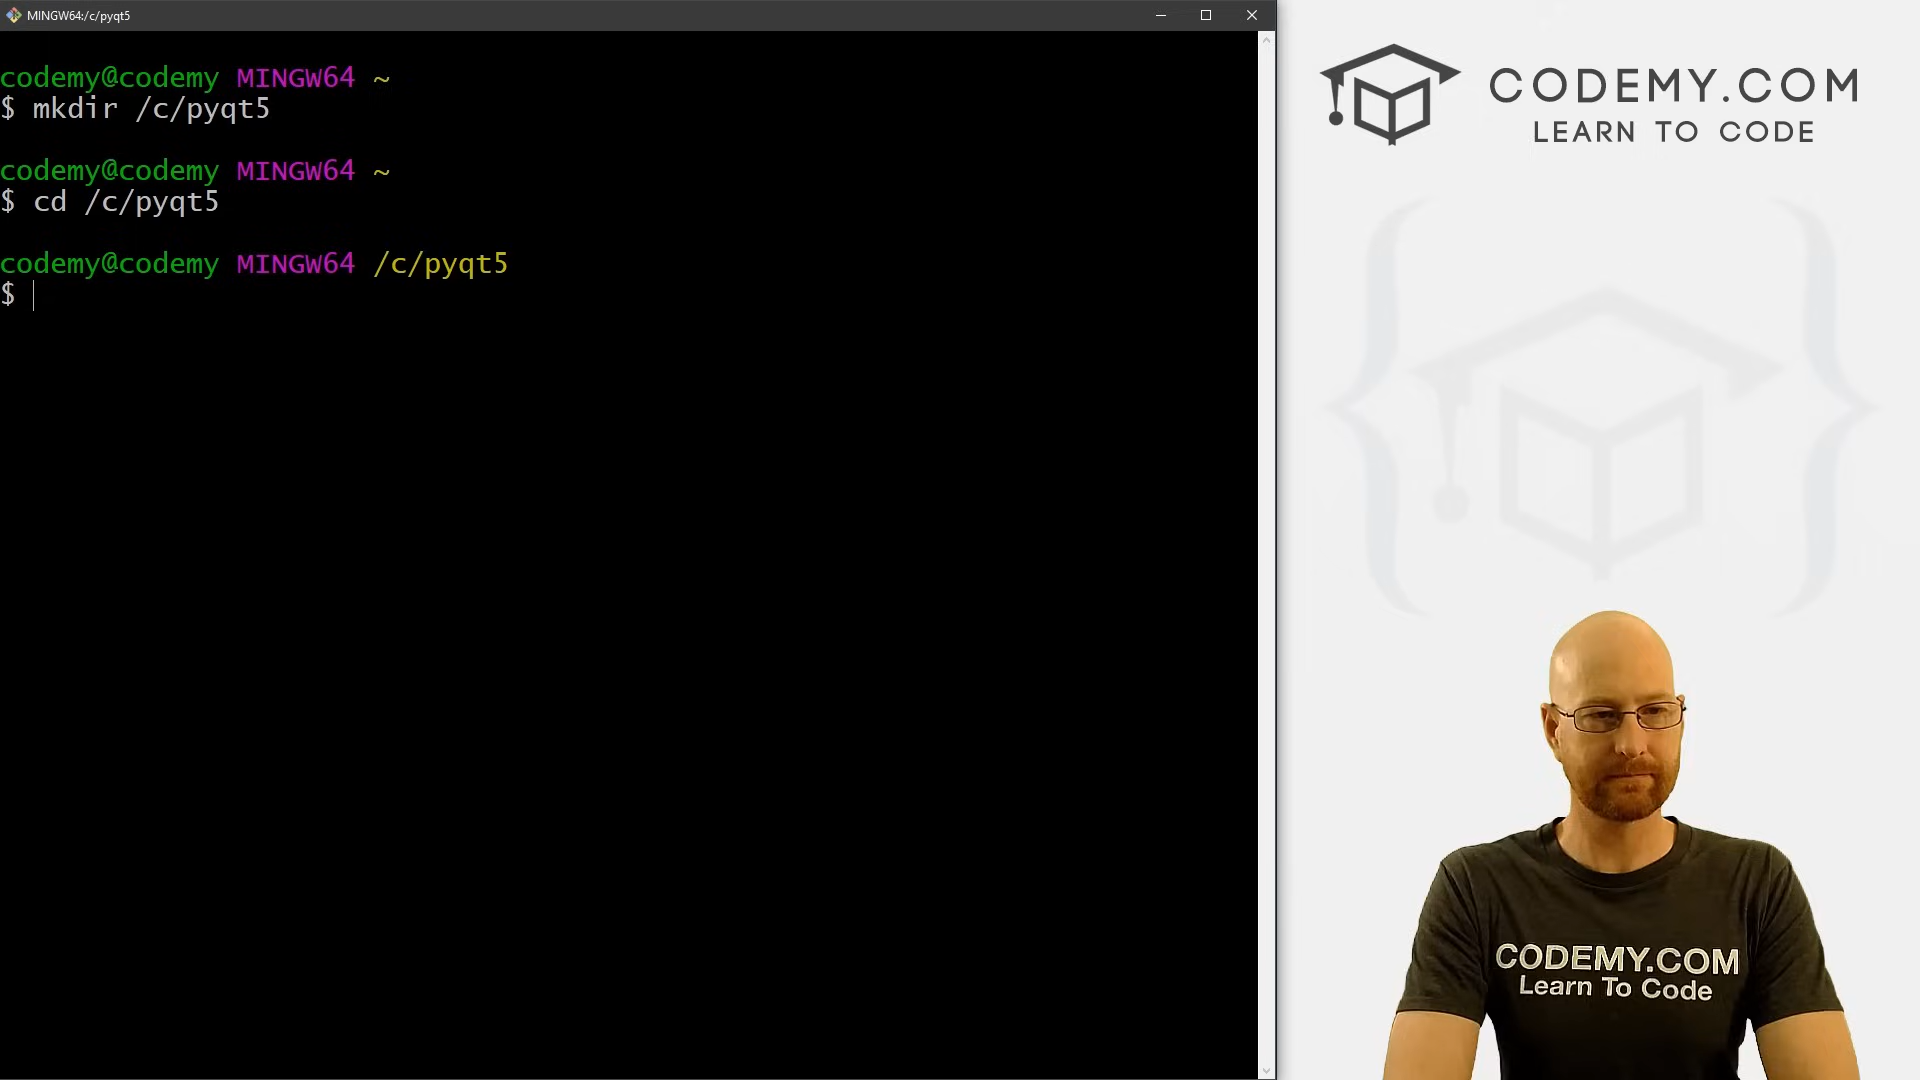 MINGW64:/c/pyqt5
codemy@codemy MINGW64 ~
$ mkdir /c/pyqt5
codemy@codemy MINGW64 ~
$ cd /c/pyqt5
codemy@codemy MINGW64 /c/pyqt5
$
CODEMY.COM
LEARN TO CODE
CODEMY.COM
Learn To Code